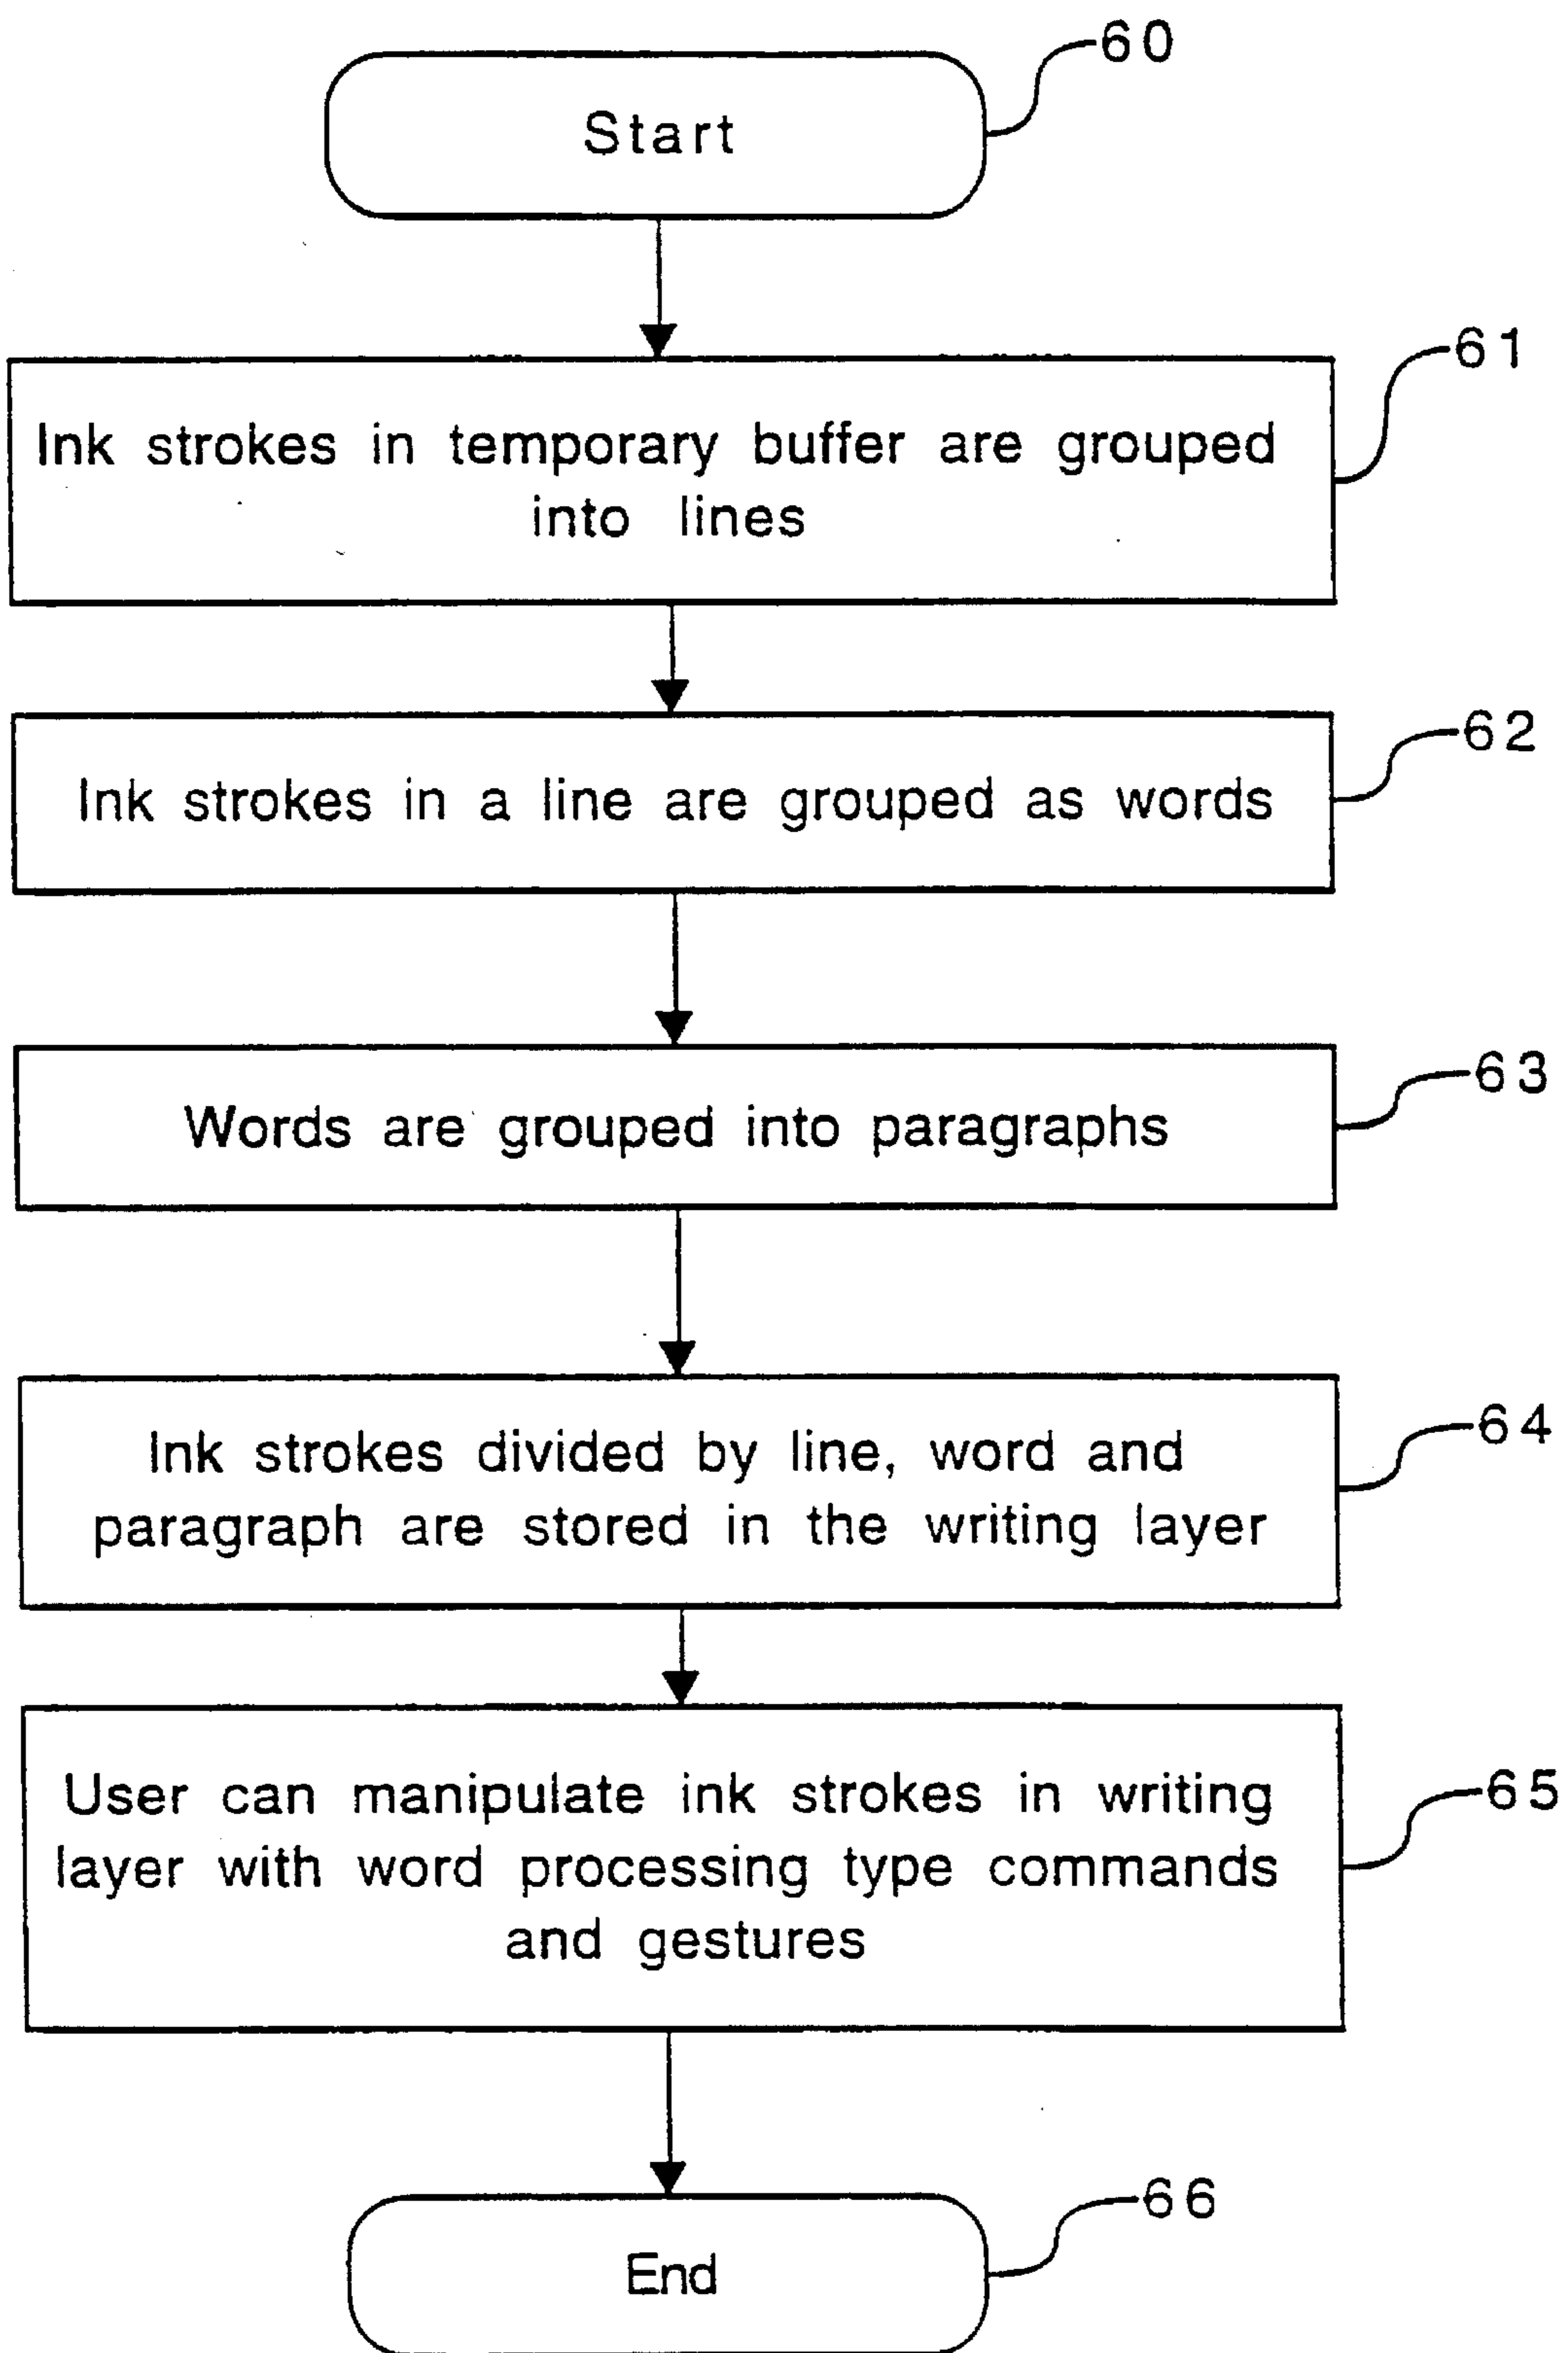 60
Start
61
Ink strokes in temporary buffer are grouped
into lines
62
Ink strokes in a line are grouped as words
63
Words are grouped into paragraphs
64
Ink strokes divided by line, word and
paragraph are stored in the writing layer
65
User can manipulate ink strokes in writing
layer with word processing type commands
and gestures
66
End